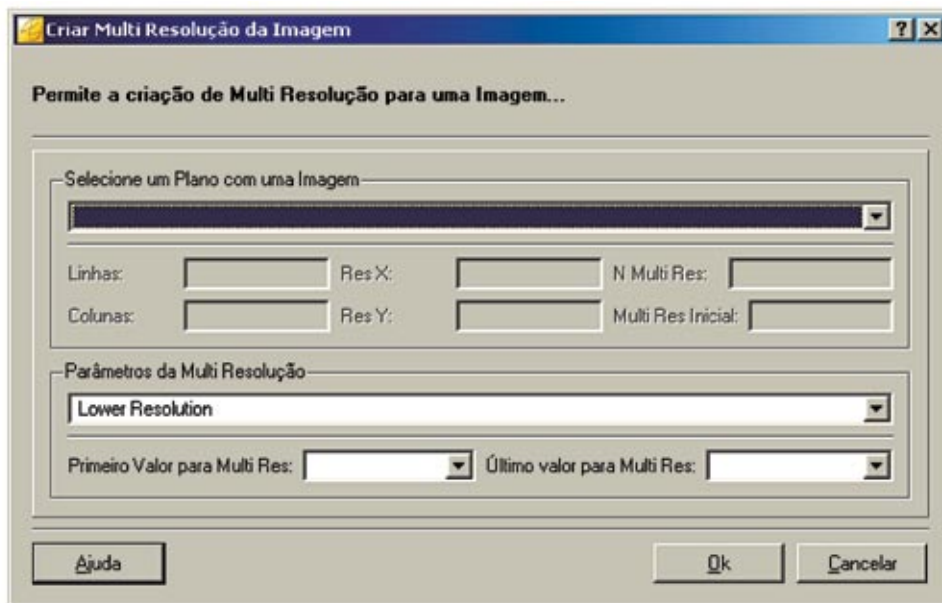 Criar Multi Resolução da Imagem
Permite a criação de Multi Resolução para uma Imagem...
Selecione um Plano com uma Imagem
Linhas: Res X: N Multi Res:
Colunas: Res Y: Multi Res Inicial:
Parâmetros da Multi Resolução
Lower Resolution
Primeiro Valor para Multi Res: Último valor para Multi Res:
Ajuda Ok Cancelar